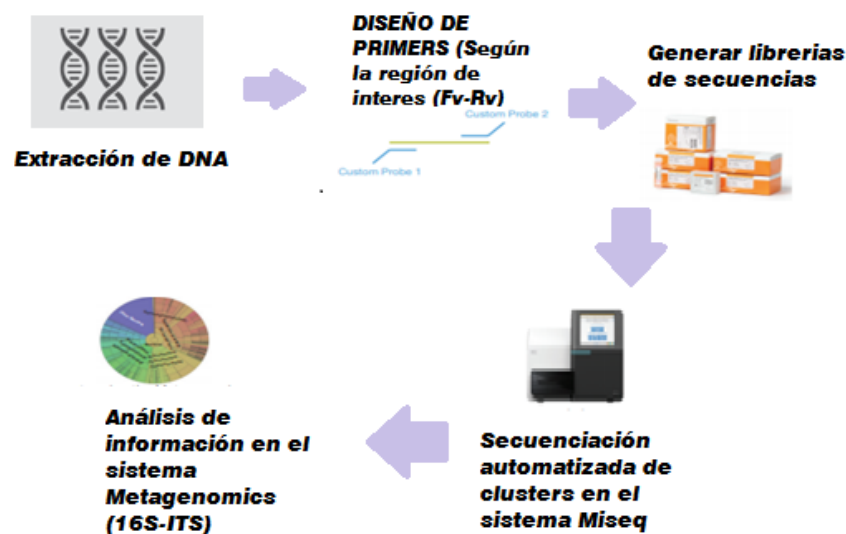 Extracción de DNA
DISEÑO DE
PRIMERS (Según
la región de
interes (Fv-Rv)
Custom Probe 2
Custom Probe 1
Generar librerias
de secuencias
Secuenciación
automatizada de
clusters en el
sistema Miseq
Análisis de
información en el
sistema
Metagenomics
(16S-ITS)